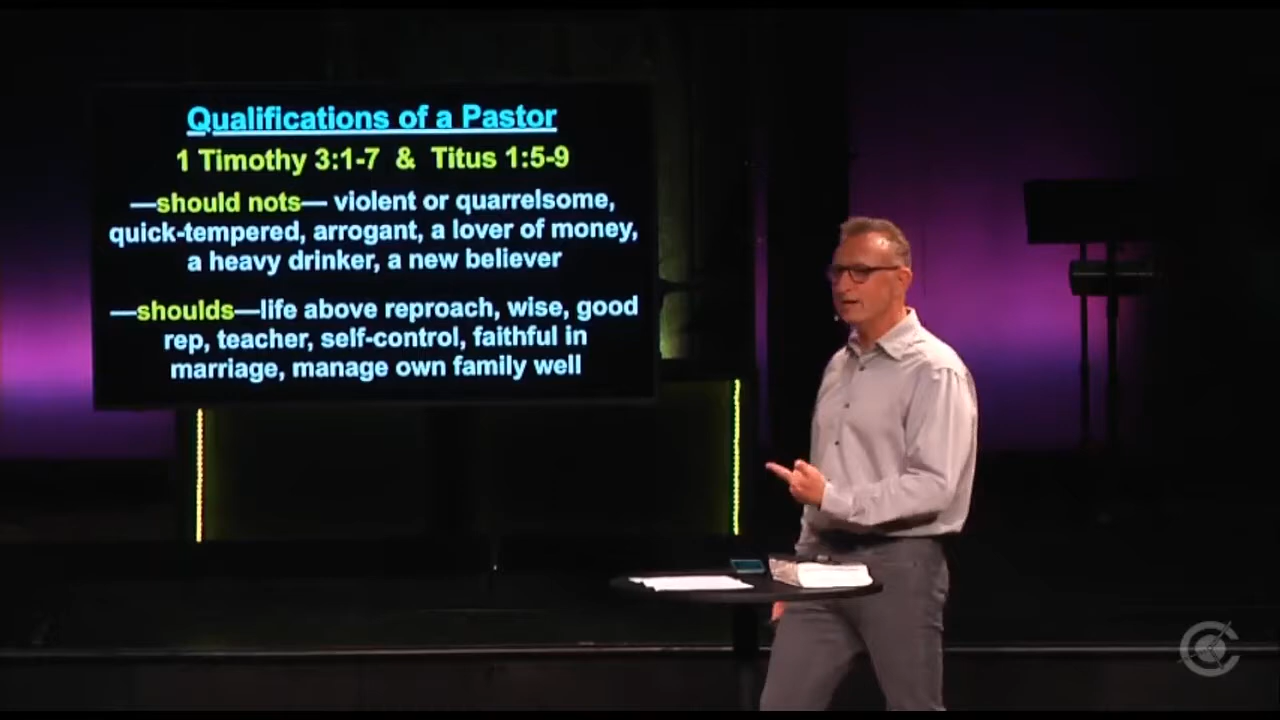 Qualifications of a Pastor
1 Timothy 3:1-7 & Titus 1:5-9
—should nots— violent or quarrelsome,
quick-tempered, arrogant, a lover of money,
a heavy drinker, a new believer
—shoulds—life above reproach, wise, good
rep, teacher, self-control, faithful in
marriage, manage own family well